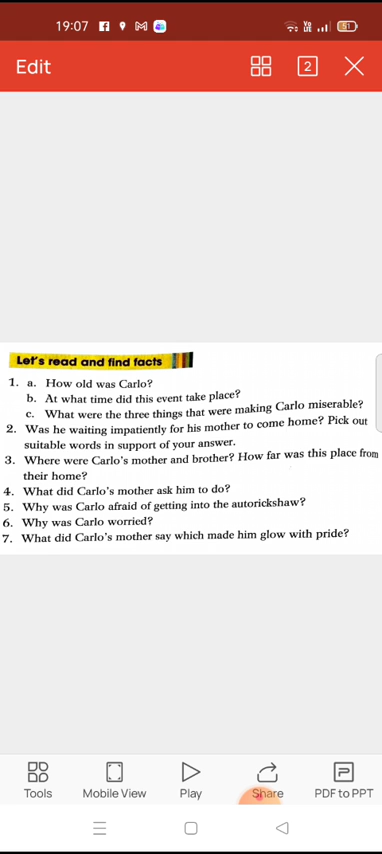 19:07
51
Edit
2
Let's read and find facts
1. a. How old was Carlo?
b. At what time did this event take place?
c. What were the three things that were making Carlo miserable?
2. Was he waiting impatiently for his mother to come home? Pick out
suitable words in support of your answer.
3. Where were Carlo's mother and brother? How far was this place from
their home?
4. What did Carlo's mother ask him to do?
5. Why was Carlo afraid of getting into the autorickshaw?
6. Why was Carlo worried?
7. What did Carlo's mother say which made him glow with pride?
Tools Mobile View Play Share PDF to PPT